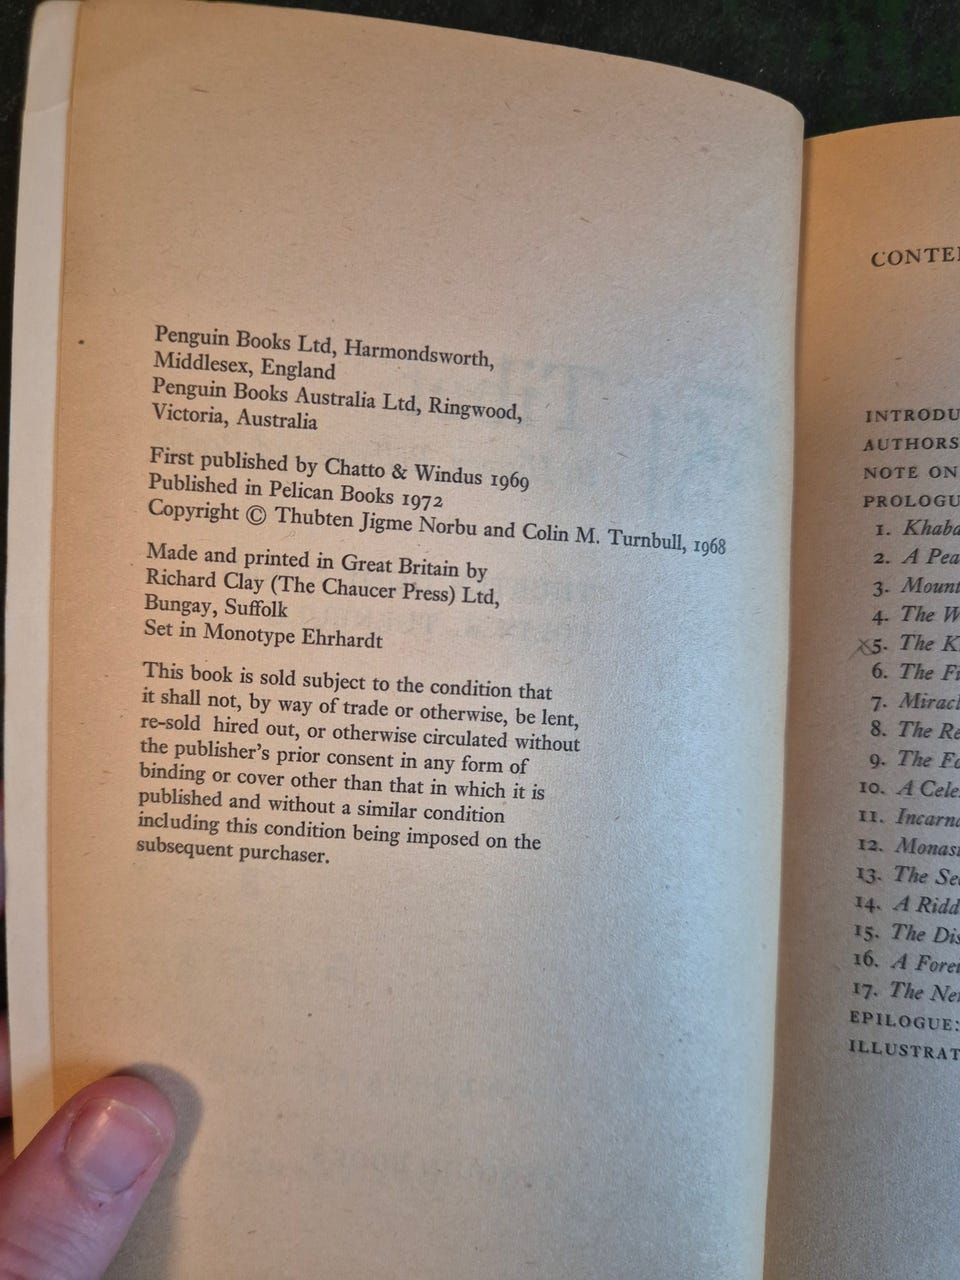 Penguin Books Ltd, Harmondsworth,
Middlesex, England
Penguin Books Australia Ltd, Ringwood,
Victoria, Australia
First published by Chatto & Windus 1969
Published in Pelican Books 1972
Copyright © Thubten Jigme Norbu and Colin M. Turnbull, 1968
Made and printed in Great Britain by
Richard Clay (The Chaucer Press) Ltd,
Bungay, Suffolk
Set in Monotype Ehrhardt
This book is sold subject to the condition that
it shall not, by way of trade or otherwise, be lent,
re-sold hired out, or otherwise circulated without
the publisher's prior consent in any form of
binding or cover other than that in which it is
published and without a similar condition
including this condition being imposed on the
subsequent purchaser.
CONTE
INTRODU
AUTHORS
NOTE ON
PROLOGU
1. Khaba
2. A Pea
3. Mount
4. The W
x5. The K
6. The Fi
7. Mirac
8. The Re
9. The Fo
10. A Cele
11. Incarna
12. Monas
13. The Se
14. A Ridd
15. The Dis
16. A Forei
17. The Ne
EPILOGUE:
ILLUSTRAT